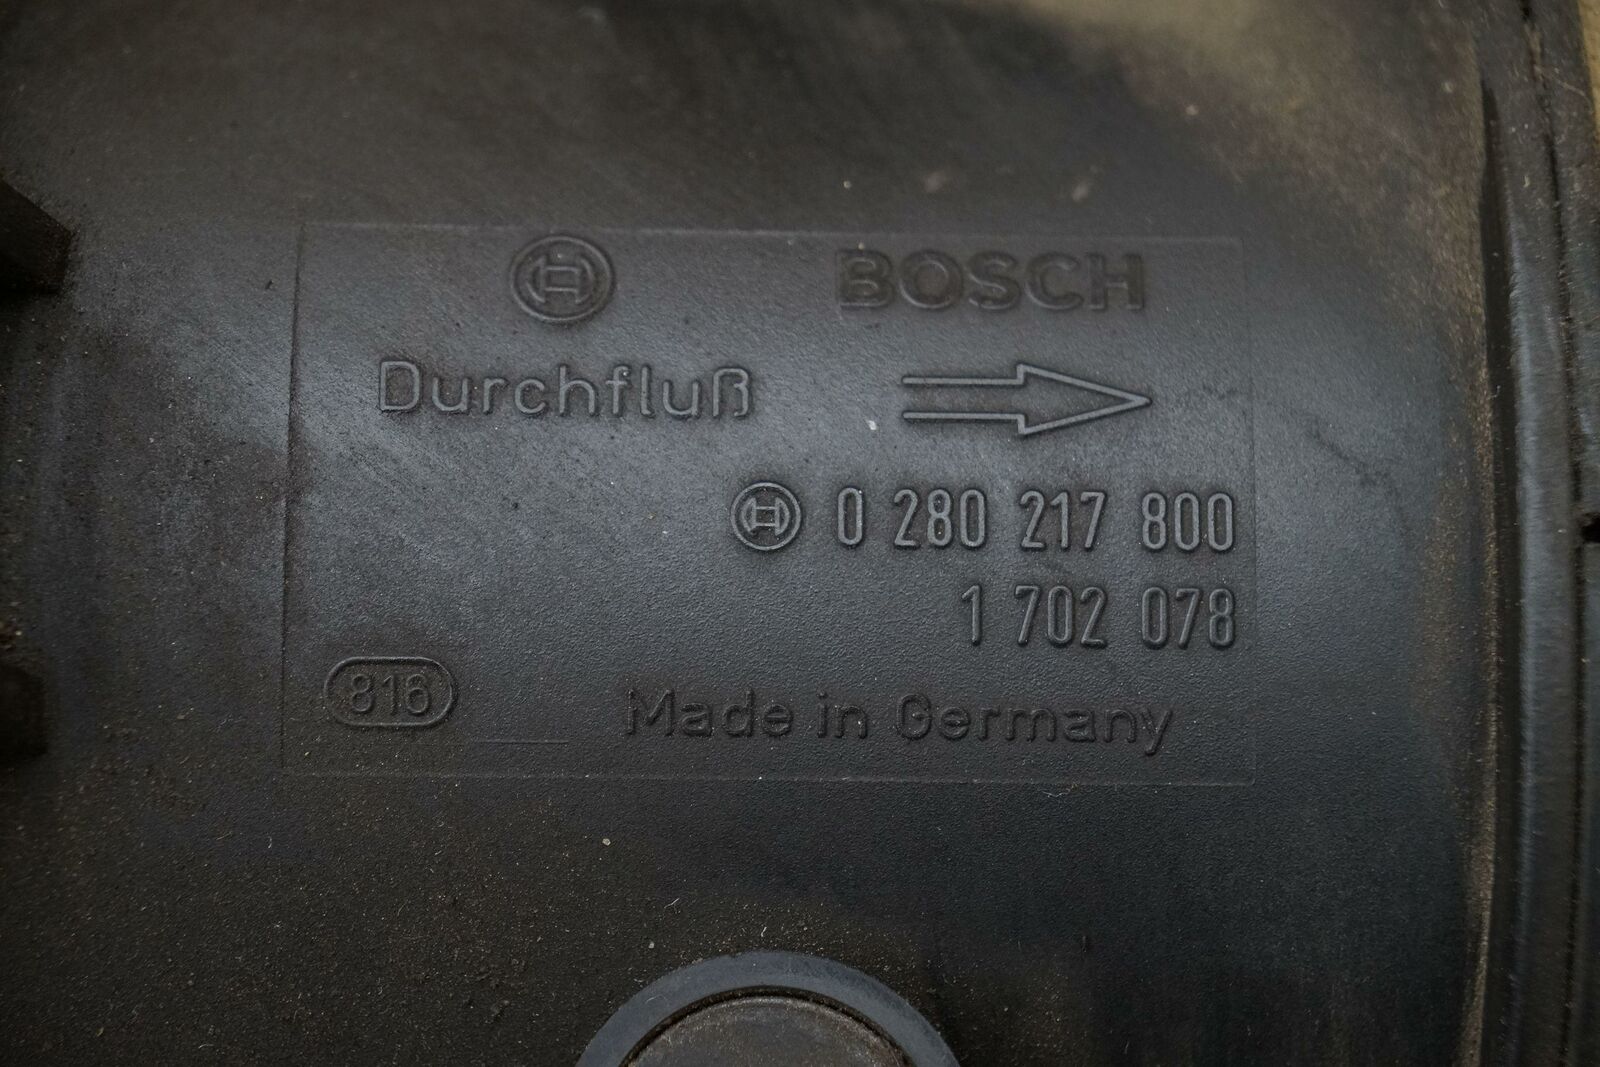 BOSCH
Durchfluß
0 280 217 800
1 702 078
816
Made in Germany